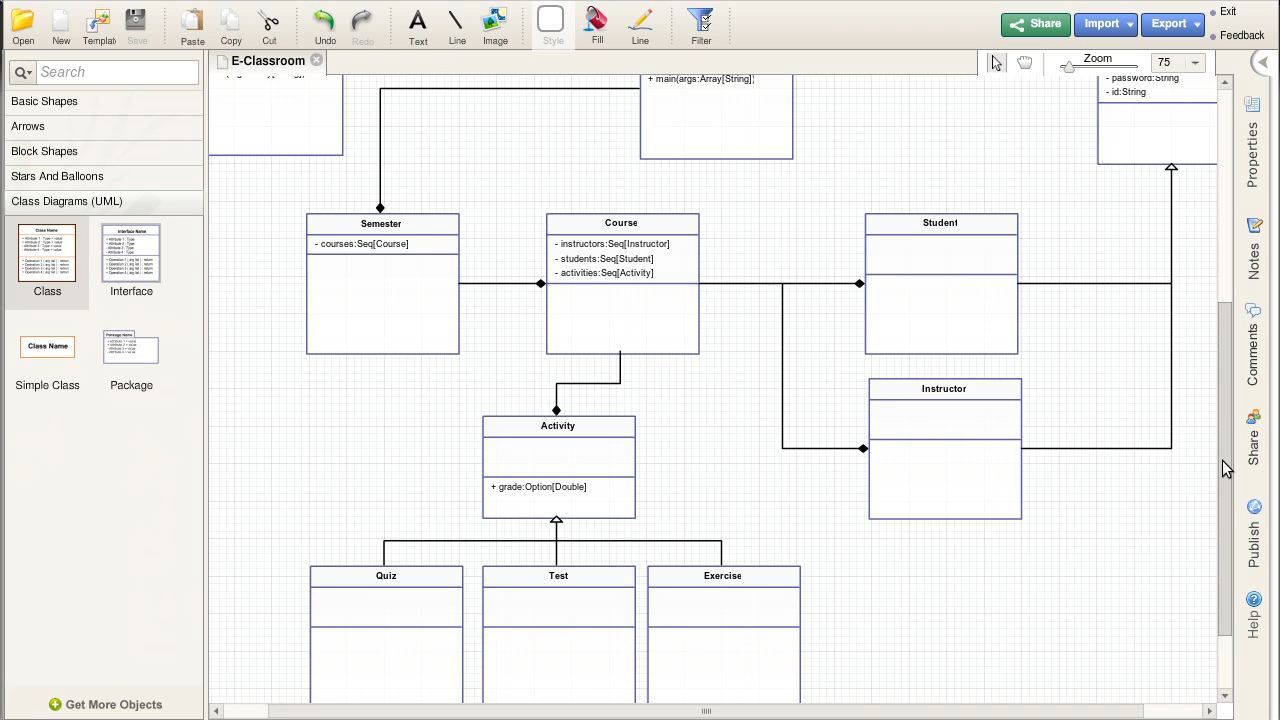 Open
New
Templat
Save
Paste
Copy
Cut
Undo
Redo
Text
Line
Image
Style
Fill
Line
Filter
Share
Import
Export
Exit
Feedback
Search
E-Classroom
Zoom
75
Basic Shapes
Arrows
Block Shapes
Stars And Balloons
Class Diagrams (UML)
Class
Interface
Class Name
Simple Class
Package
Get More Objects
+ main(args:Array[String])
- password:String
- id:String
Semester
- courses:Seq[Course]
Course
- instructors:Seq[Instructor]
- students:Seq[Student]
- activities:Seq[Activity]
Student
Instructor
Activity
+ grade:Option[Double]
Quiz
Test
Exercise
Properties
Notes
Comments
Share
Publish
Help